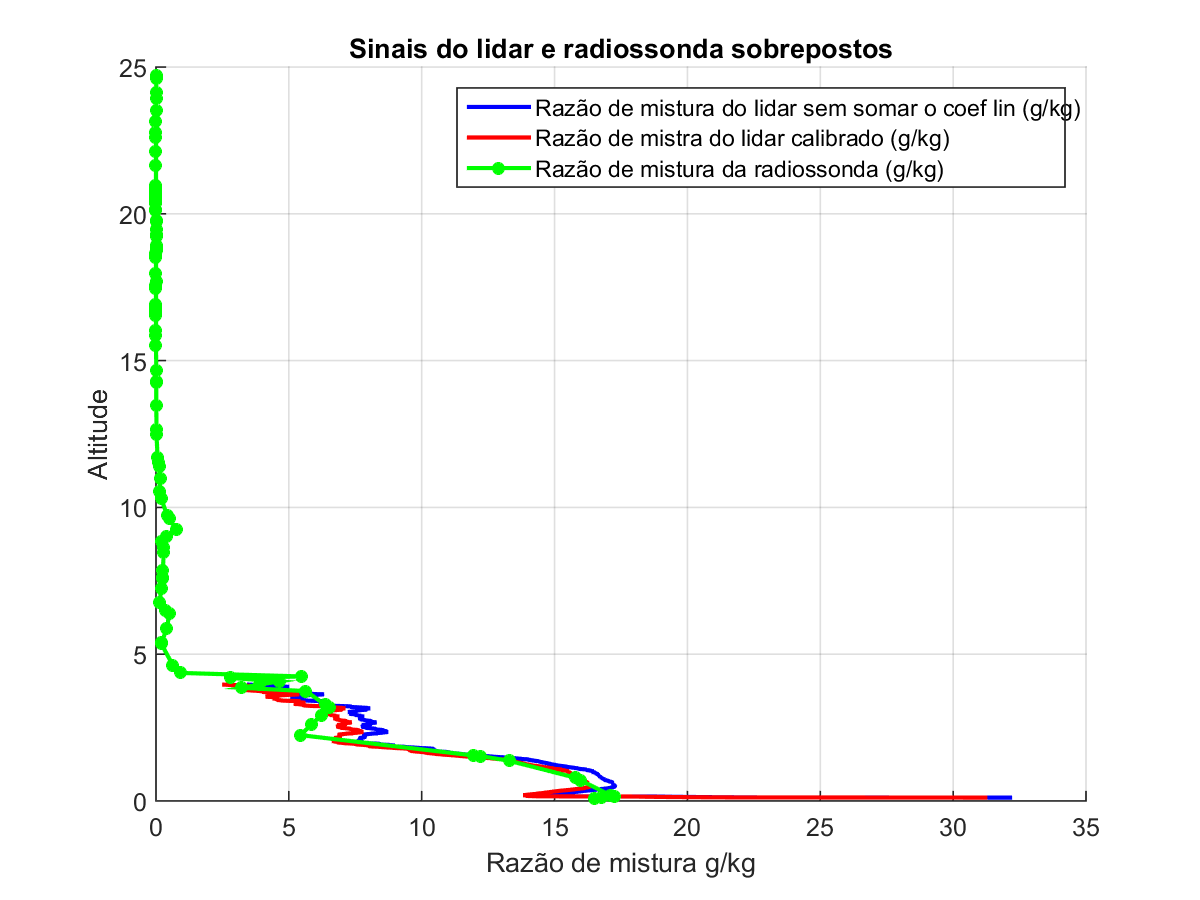 Sinais do lidar e radiossonda sobrepostos
Razão de mistura do lidar sem somar o coef lin (g/kg)
Razão de mistra do lidar calibrado (g/kg)
Razão de mistura da radiossonda (g/kg)
25
20
15
10
5
0
Altitude
0 5 10 15 20 25 30 35
Razão de mistura g/kg